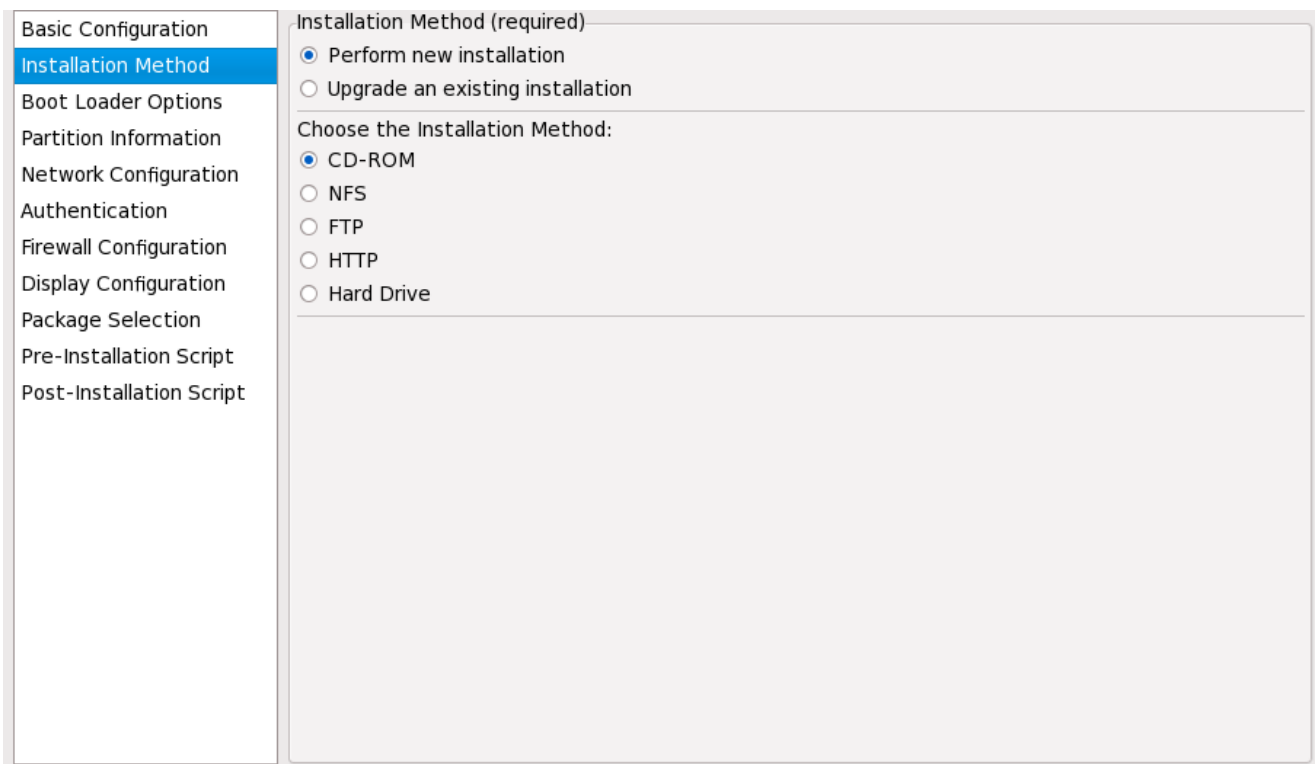 Basic Configuration
Installation Method
Boot Loader Options
Partition Information
Network Configuration
Authentication
Firewall Configuration
Display Configuration
Package Selection
Pre-Installation Script
Post-Installation Script
Installation Method (required)
Perform new installation
Upgrade an existing installation
Choose the Installation Method:
CD-ROM
NFS
FTP
HTTP
Hard Drive